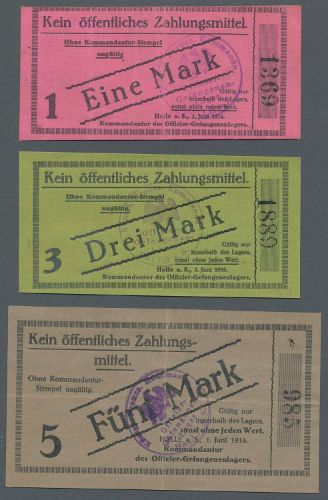 Kein öffentliches Zahlungsmittel.
Ohne Kommandantur-Stempel
ungültig
1 Eine Mark
Gültig nur
innerhalb des Lagers,
sonst ohne jeden Wert.
Halle a. S., 1. Juni 1916.
Kommandantur des Offizier-Gefangenenlagers.
1369
Kein öffentliches Zahlungsmittel.
Ohne Kommandantur-Stempel
ungültig.
3 Drei Mark
Gültig nur
innerhalb des Lagers,
sonst ohne jeden Wert.
Halle a. S., 1. Juni 1916.
Kommandantur des Offizier-Gefangenenlagers.
1889
Kein öffentliches Zahlungs-
mittel.
Ohne Kommandantur-
Stempel ungültig.
5 Fünf Mark
Gültig nur
innerhalb des Lagers,
sonst ohne jeden Wert.
HALLE a. S., 1. Juni 1916.
Kommandantur
des Offizier-Gefangenenlagers.
985